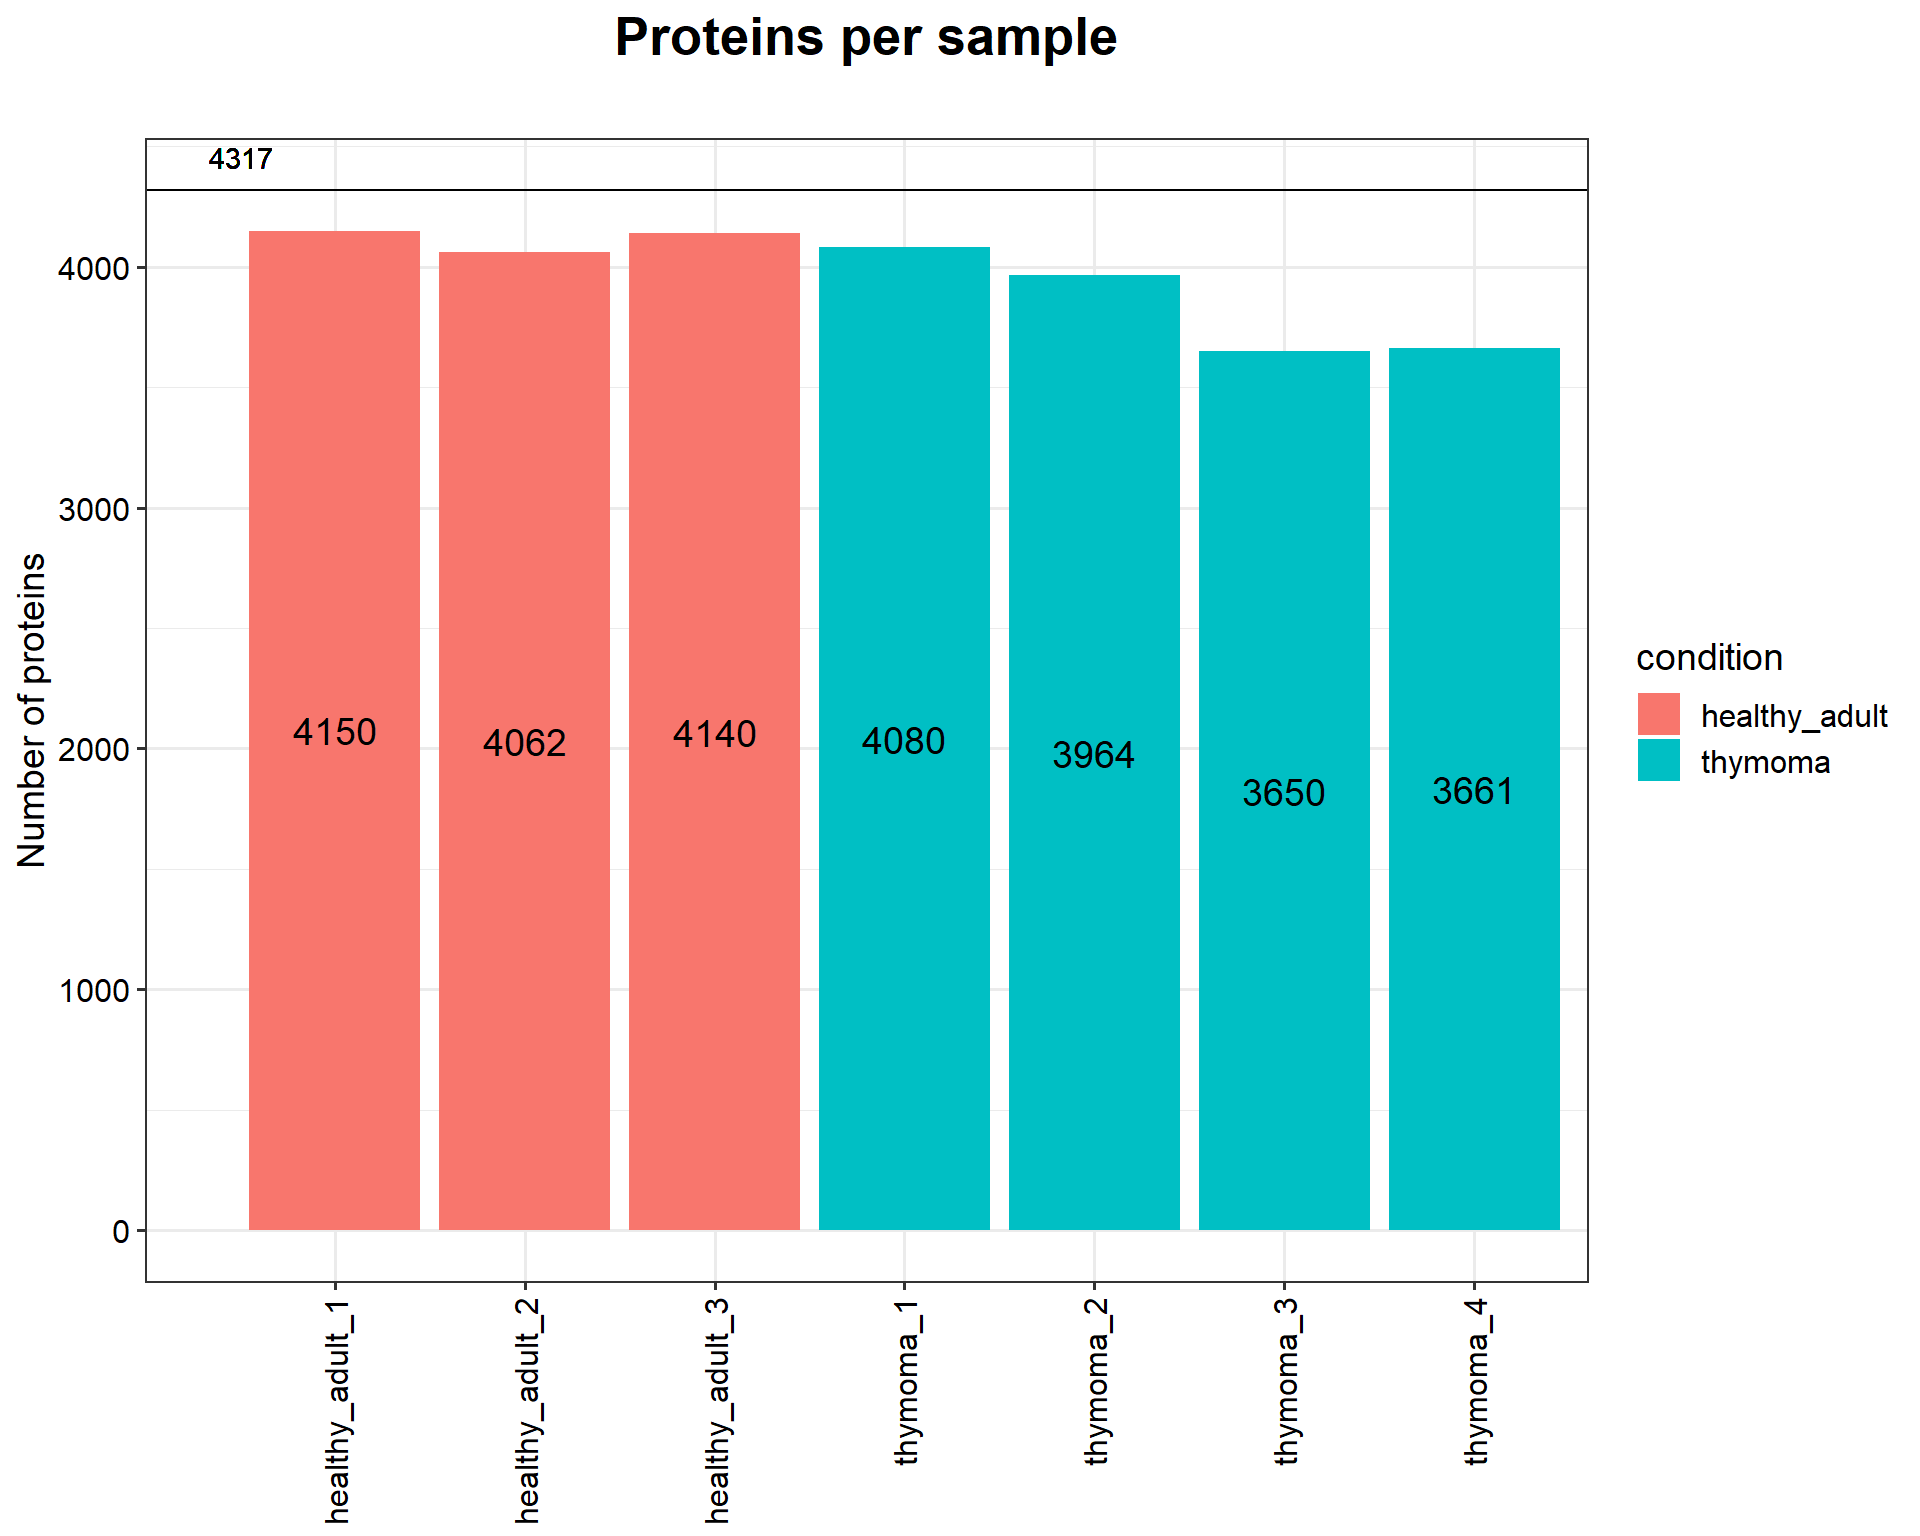 Proteins per sample
4317
4000
3000
2000
1000
0
Number of proteins
4150
4062
4140
4080
3964
3650
3661
healthy_adult_1
healthy_adult_2
healthy_adult_3
thymoma_1
thymoma_2
thymoma_3
thymoma_4
condition
healthy_adult
thymoma